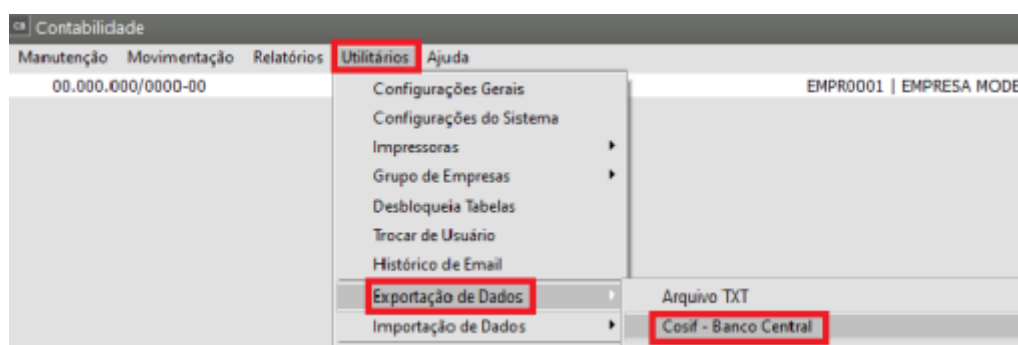 CB Contabilidade
Manutenção Movimentação Relatórios Utilitários Ajuda
00.000.000/0000-00 EMPR0001 | EMPRESA MODE
Configurações Gerais
Configurações do Sistema
Impressoras
Grupo de Empresas
Desbloqueia Tabelas
Trocar de Usuário
Histórico de Email
Exportação de Dados Arquivo TXT
Importação de Dados Cosif - Banco Central